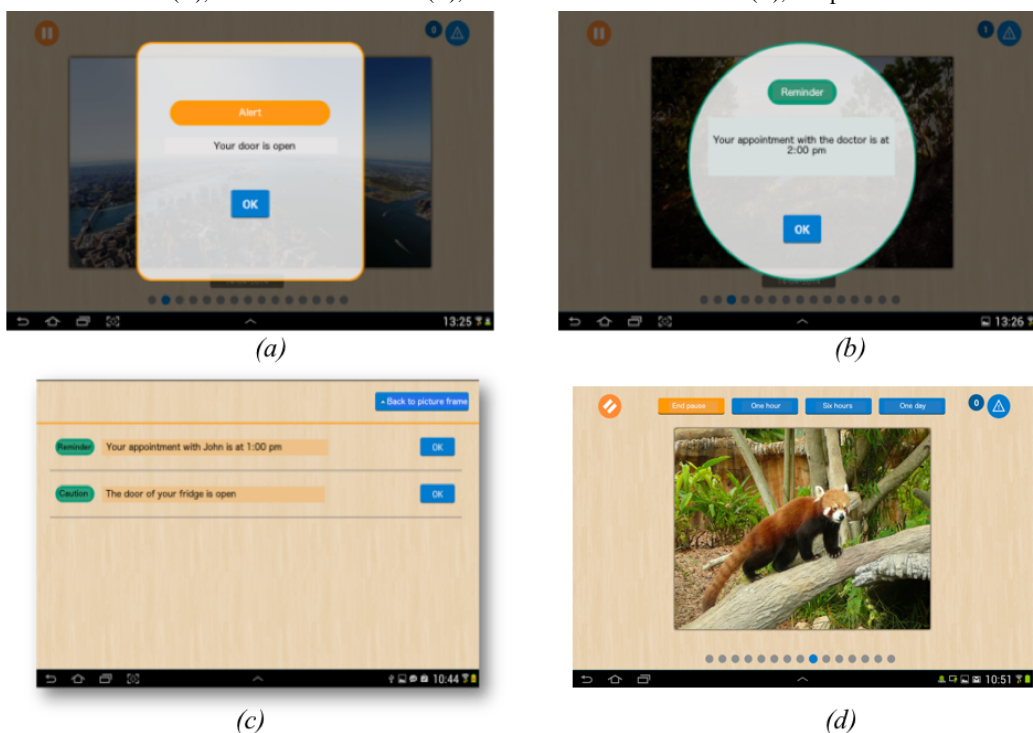 0
Alert
Your door is open
OK
13:25
(a)
1
Reminder
Your appointment with the doctor is at
2:00 pm
OK
13:26
(b)
Back to picture frame
Reminder Your appointment with John is at 1:00 pm OK
Caution The door of your fridge is open OK
10:44
(c)
End pause One hour Six hours One day 0
10:51
(d)